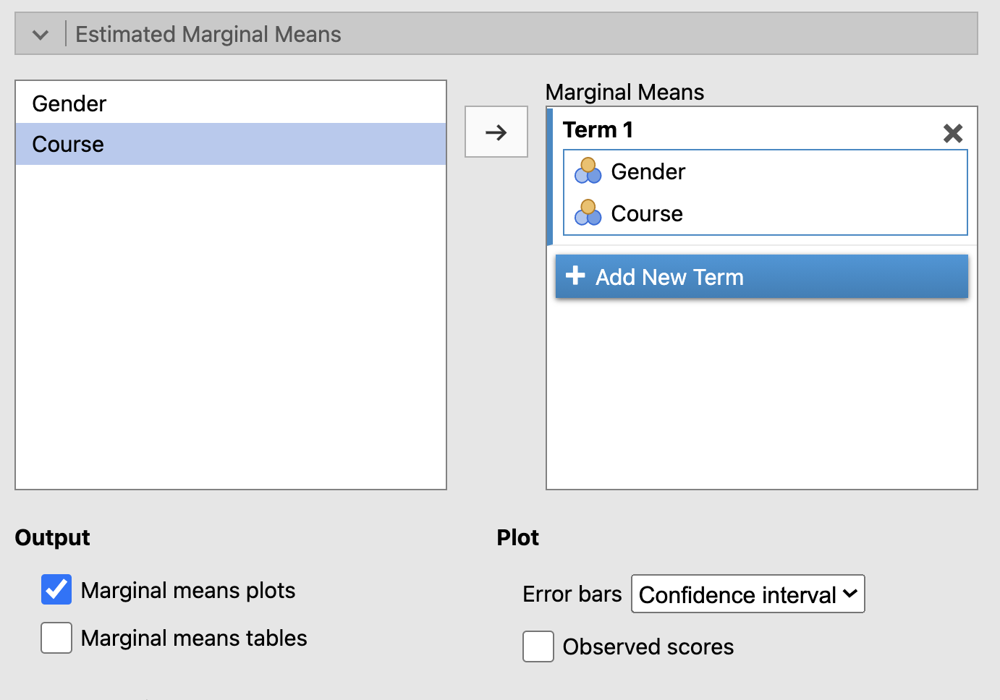 Estimated Marginal Means
Gender
Course
Marginal Means
Term 1
Gender
Course
Add New Term
Output
Marginal means plots
Marginal means tables
Plot
Error bars Confidence interval
Observed scores